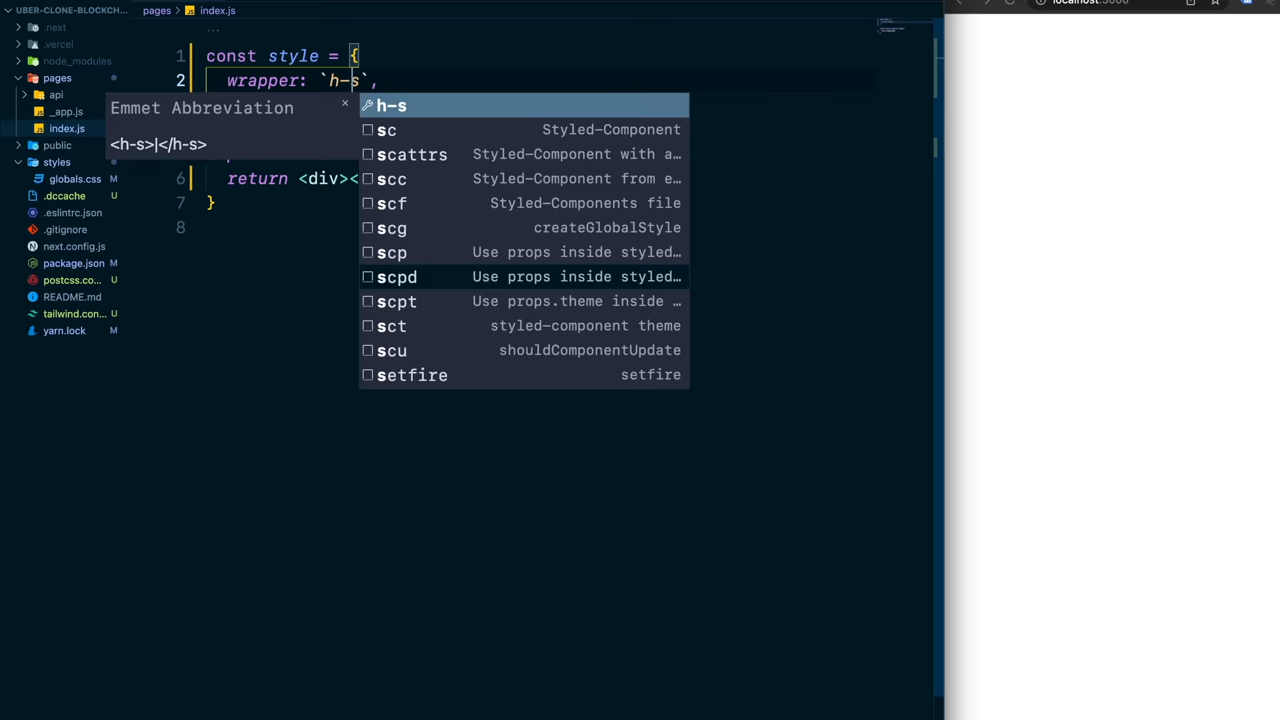 UBER-CLONE-BLOCKCH...
.next
.vercel
node_modules
pages
api
_app.js
index.js
public
styles
globals.css M
.dccache U
.eslintrc.json
.gitignore
next.config.js
package.json M
postcss.co... U
README.md
tailwind.con... U
yarn.lock M
pages > index.js
...
1 const style = {
2 wrapper: `h-s`,
6 return <div><
7 }
8
Emmet Abbreviation ×
<h-s>|</h-s>
h-s
sc Styled-Component
scattrs Styled-Component with a...
scc Styled-Component from e...
scf Styled-Components file
scg createGlobalStyle
scp Use props inside styled...
scpd Use props inside styled...
scpt Use props.theme inside ...
sct styled-component theme
scu shouldComponentUpdate
setfire setfire
localhost:3000